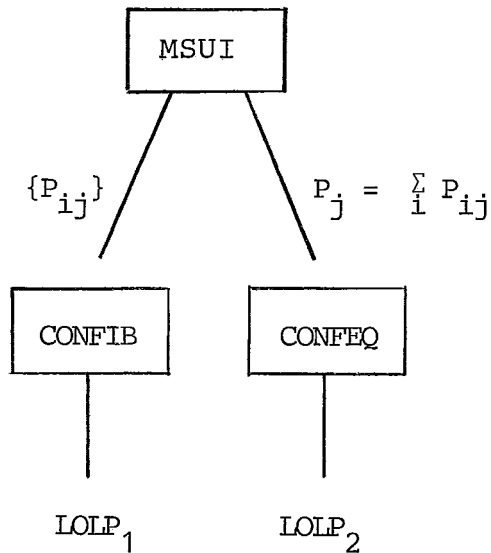 MSUI
{P_ij}
P_j = Σ_i P_ij
CONFIB
CONFEQ
LOLP_1
LOLP_2